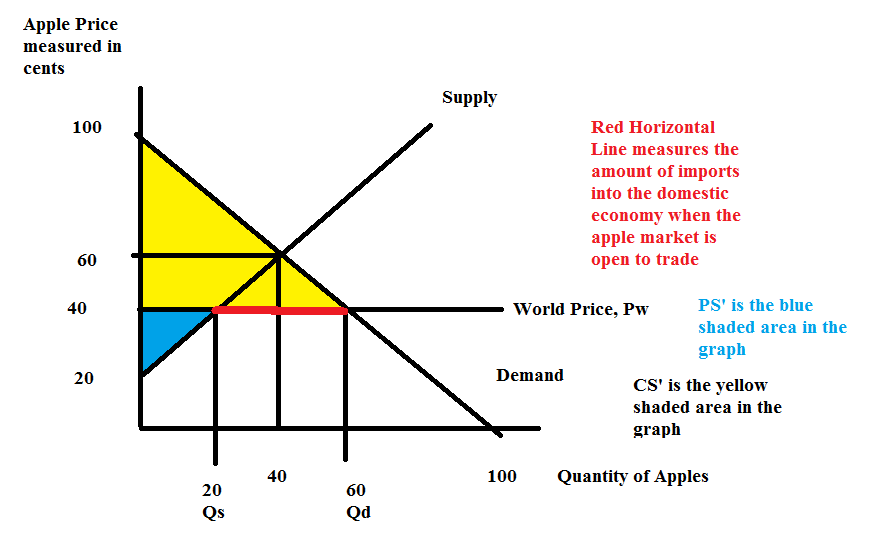 Apple Price
measured in
cents
Supply
100
Red Horizontal
Line measures the
amount of imports
into the domestic
economy when the
apple market is
open to trade
60
40
World Price, Pw
PS' is the blue
shaded area in the
graph
20
Demand
CS' is the yellow
shaded area in the
graph
20
Qs
40
60
Qd
100
Quantity of Apples